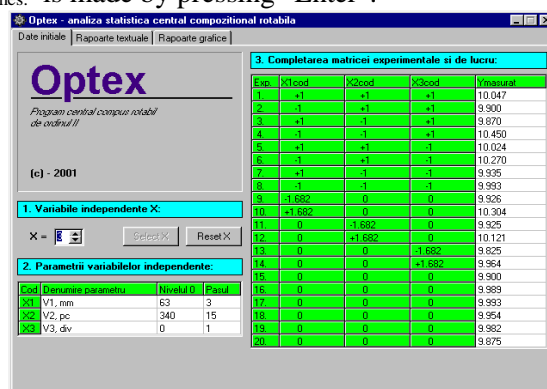 nes. Is made by pressing "Enter".
Optex - analiza statistica central compozitional rotabila
Date initiale Rapoarte textuale Rapoarte grafice
Optex
Program central compus rotabil
de ordinul II
(c) - 2001
1. Variabile independente X:
X = 3 Select X Reset X
2. Parametrii variabilelor independente:
Cod Denumire parametru Nivelul 0 Pasul
X1 V1, mm 63 3
X2 V2, pc 340 15
X3 V3, div 0 1
3. Completarea matricei experimentale si de lucru:
Exp. X1cod X2cod X3cod Ymasurat
1. +1 +1 +1 10.047
2. -1 +1 +1 9.900
3. +1 -1 +1 9.870
4. -1 -1 +1 10.450
5. +1 +1 -1 10.024
6. -1 +1 -1 10.270
7. +1 -1 -1 9.935
8. -1 -1 -1 9.993
9. -1.682 0 0 9.926
10. +1.682 0 0 10.304
11. 0 -1.682 0 9.925
12. 0 +1.682 0 10.121
13. 0 0 -1.682 9.825
14. 0 0 +1.682 9.964
15. 0 0 0 9.900
16. 0 0 0 9.989
17. 0 0 0 9.993
18. 0 0 0 9.954
19. 0 0 0 9.982
20. 0 0 0 9.875